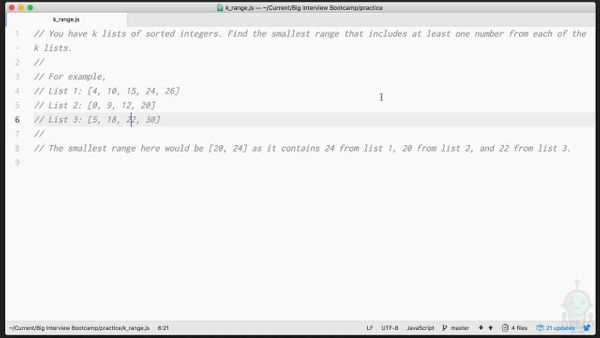 k_range.js — ~/Current/Big Interview Bootcamp/practice
k_range.js
1 // You have k lists of sorted integers. Find the smallest range that includes at least one number from each of the
- k lists.
2 //
3 // For example,
4 // List 1: [4, 10, 15, 24, 26]
5 // List 2: [0, 9, 12, 20]
6 // List 3: [5, 18, 22, 30]
7 //
8 // The smallest range here would be [20, 24] as it contains 24 from list 1, 20 from list 2, and 22 from list 3.
9
~/Current/Big Interview Bootcamp/practice/k_range.js 6:21 LF UTF-8 JavaScript master 4 files 21 updates